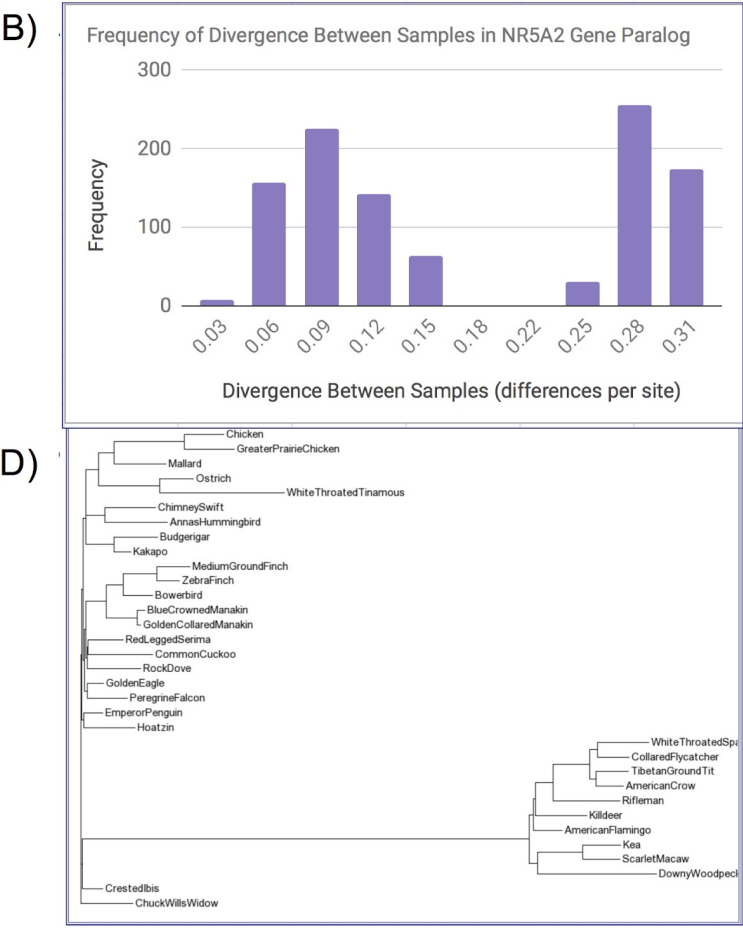 B)
Frequency of Divergence Between Samples in NR5A2 Gene Paralog
300
200
100
0
Frequency
0.03 0.06 0.09 0.12 0.15 0.18 0.22 0.25 0.28 0.31
Divergence Between Samples (differences per site)
D)
Chicken
GreaterPrairieChicken
Mallard
Ostrich
WhiteThroatedTinamous
ChimneySwift
AnnasHummingbird
Budgerigar
Kakapo
MediumGroundFinch
ZebraFinch
Bowerbird
BlueCrownedManakin
GoldenCollaredManakin
RedLeggedSerima
CommonCuckoo
RockDove
GoldenEagle
PeregrineFalcon
EmperorPenguin
Hoatzin
WhiteThroatedSpa
CollaredFlycatcher
TibetanGroundTit
AmericanCrow
Rifleman
Killdeer
AmericanFlamingo
Kea
ScarletMacaw
DownyWoodpeck
CrestedIbis
ChuckWillsWidow